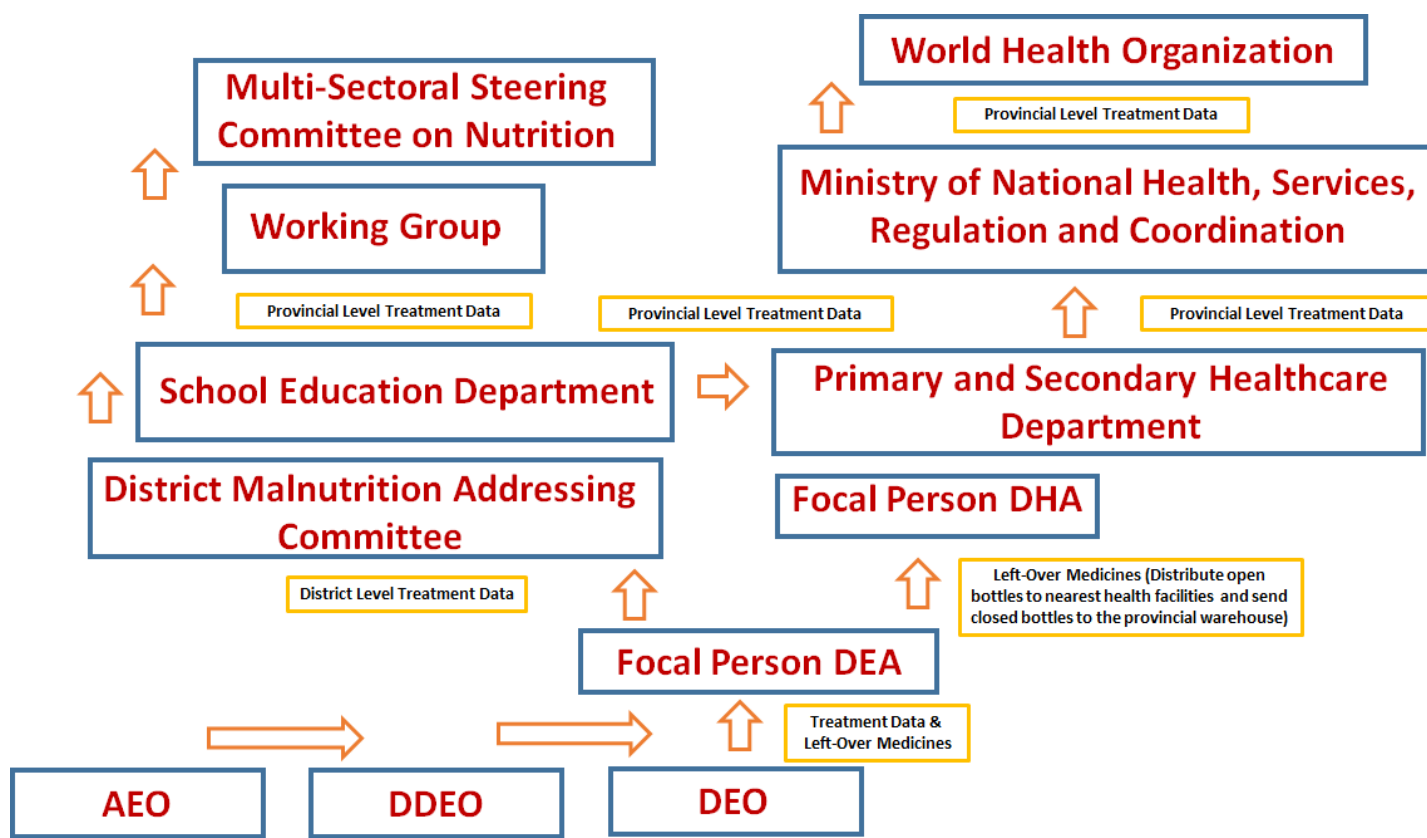 World Health Organization
Multi-Sectoral Steering
Committee on Nutrition
Provincial Level Treatment Data
Ministry of National Health, Services,
Regulation and Coordination
Working Group
Provincial Level Treatment Data
Provincial Level Treatment Data
Provincial Level Treatment Data
School Education Department
Primary and Secondary Healthcare
Department
District Malnutrition Addressing
Committee
Focal Person DHA
District Level Treatment Data
Left-Over Medicines (Distribute open
bottles to nearest health facilities and send
closed bottles to the provincial warehouse)
Focal Person DEA
Treatment Data &
Left-Over Medicines
AEO
DDEO
DEO